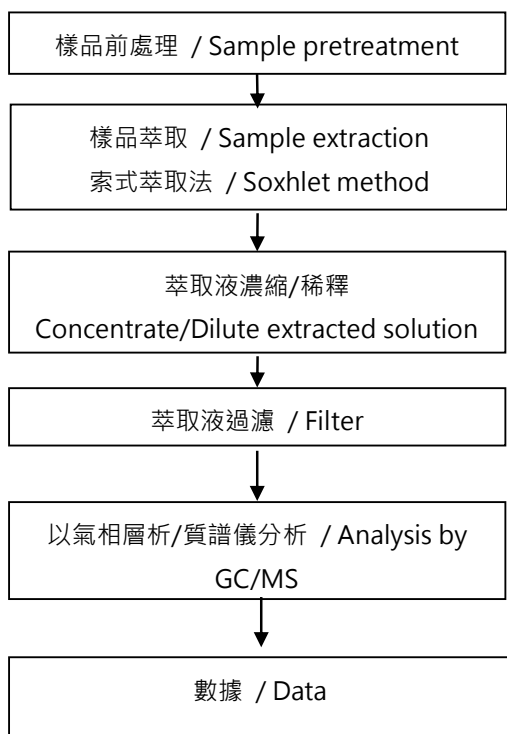 樣品前處理 / Sample pretreatment
樣品萃取 / Sample extraction
索式萃取法 / Soxhlet method
萃取液濃縮/稀釋
Concentrate/Dilute extracted solution
萃取液過濾 / Filter
以氣相層析/質譜儀分析 / Analysis by
GC/MS
數據 / Data